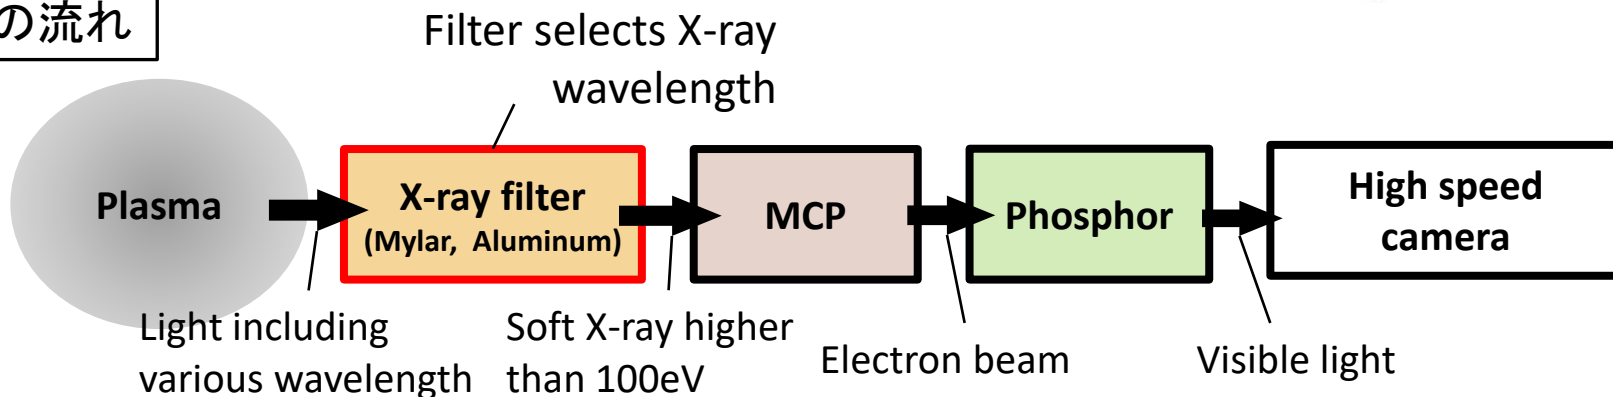 の流れ
Filter selects X-ray
wavelength
Plasma
X-ray filter
(Mylar, Aluminum)
MCP
Phosphor
High speed
camera
Light including
various wavelength
Soft X-ray higher
than 100eV
Electron beam
Visible light